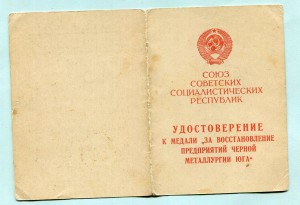 СОЮЗ
СОВЕТСКИХ
СОЦИАЛИСТИЧЕСКИХ
РЕСПУБЛИК
УДОСТОВЕРЕНИЕ
К МЕДАЛИ „ЗА ВОССТАНОВЛЕНИЕ
ПРЕДПРИЯТИЙ ЧЕРНОЙ
МЕТАЛЛУРГИИ ЮГА“